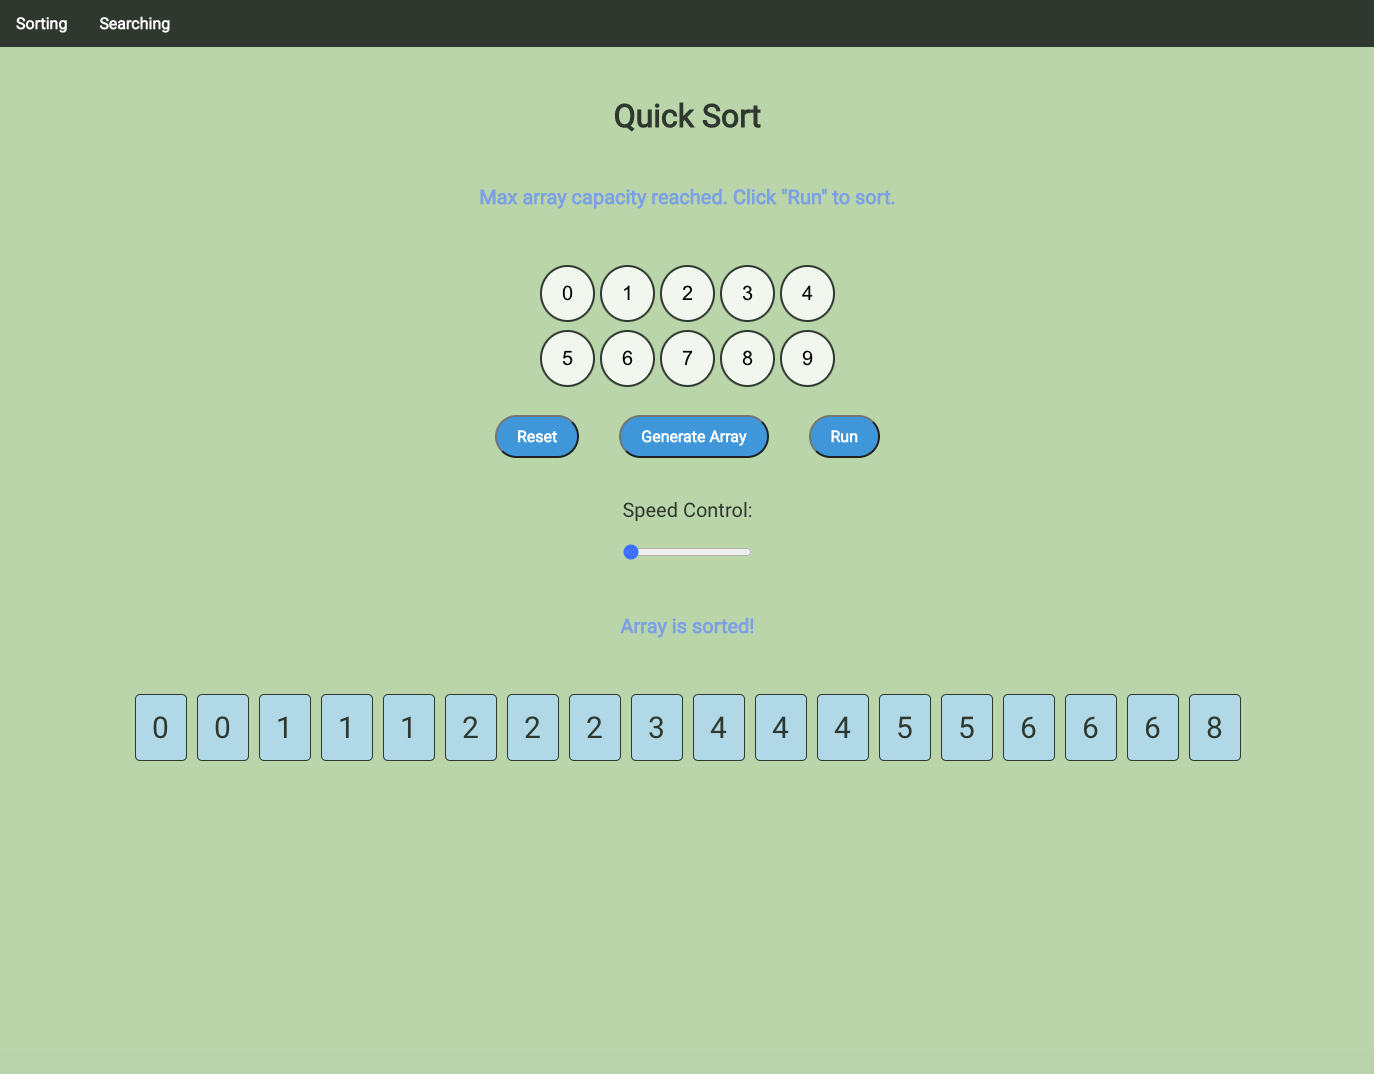 Sorting Searching
Quick Sort
Max array capacity reached. Click "Run" to sort.
0 1 2 3 4
5 6 7 8 9
Reset Generate Array Run
Speed Control:
Array is sorted!
0 0 1 1 1 2 2 2 3 4 4 4 5 5 6 6 6 8